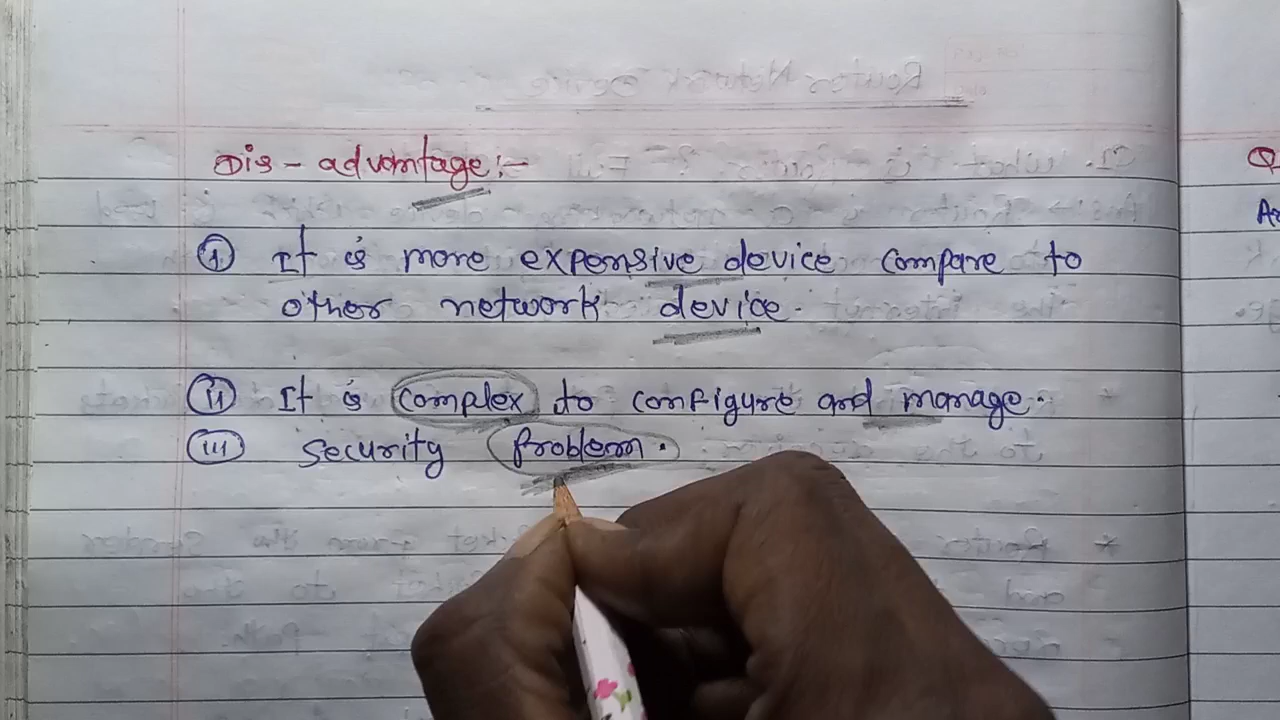 Dis-advantage:-
(i) It is more expensive device compare to
other network device.
(ii) It is complex to configure and manage.
(iii) Security Problem.
Q